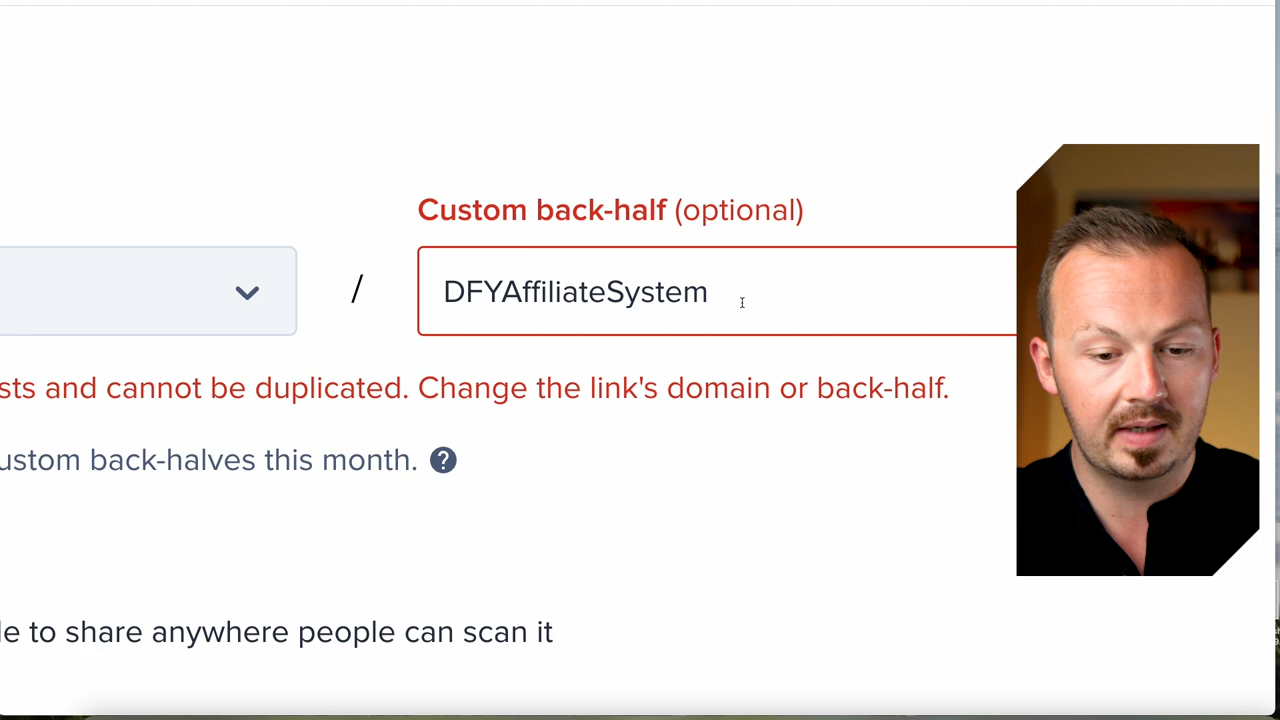 Custom back-half (optional)
/
DFYAffiliateSystem
sts and cannot be duplicated. Change the link's domain or back-half.
ustom back-halves this month. ?
le to share anywhere people can scan it